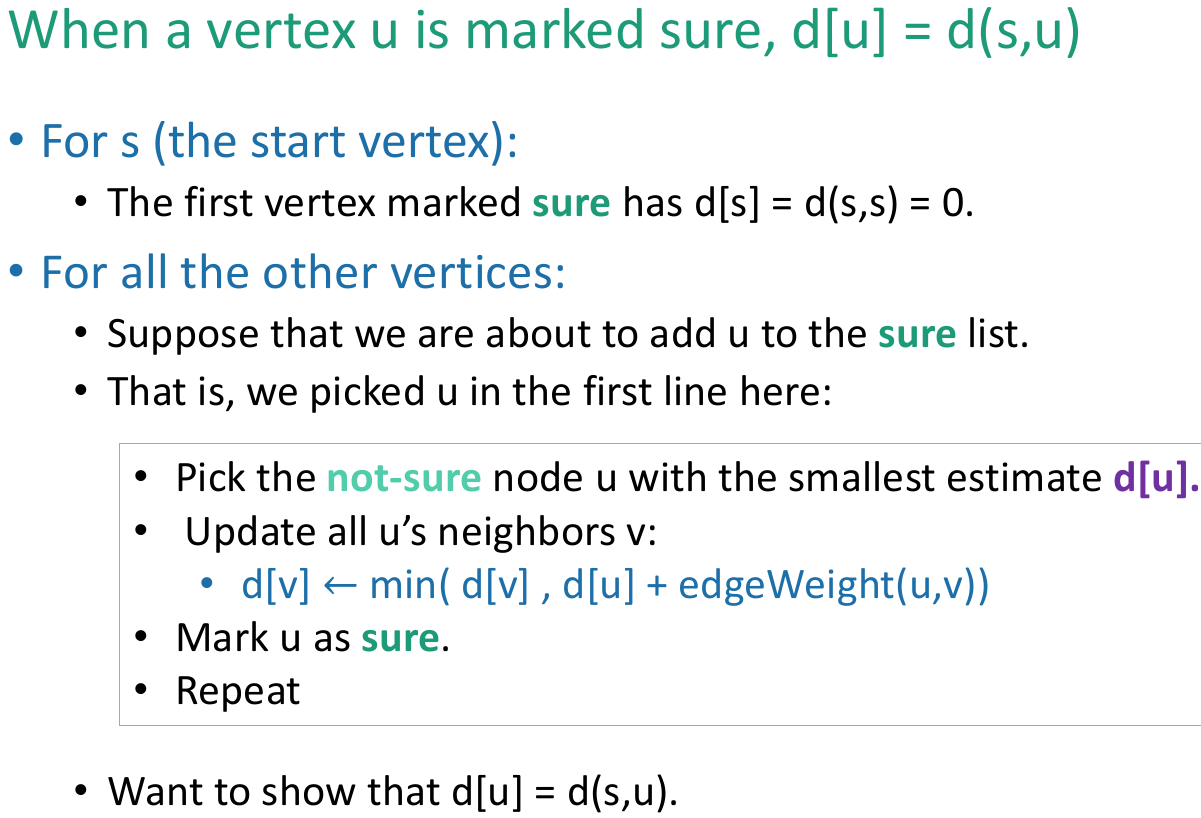 When a vertex u is marked sure, d[u] = d(s,u)
• For s (the start vertex):
• The first vertex marked sure has d[s] = d(s,s) = 0.
• For all the other vertices:
• Suppose that we are about to add u to the sure list.
• That is, we picked u in the first line here:
• Pick the not-sure node u with the smallest estimate d[u].
• Update all u’s neighbors v:
• d[v] ← min( d[v] , d[u] + edgeWeight(u,v))
• Mark u as sure.
• Repeat
• Want to show that d[u] = d(s,u).